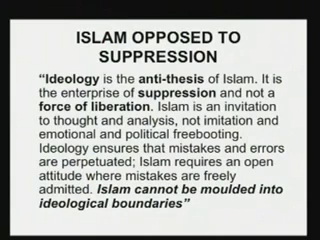 ISLAM OPPOSED TO
SUPPRESSION
“Ideology is the anti-thesis of Islam. It is
the enterprise of suppression and not a
force of liberation. Islam is an invitation
to thought and analysis, not imitation and
emotional and political freebooting.
Ideology ensures that mistakes and errors
are perpetuated; Islam requires an open
attitude where mistakes are freely
admitted. Islam cannot be moulded into
ideological boundaries”